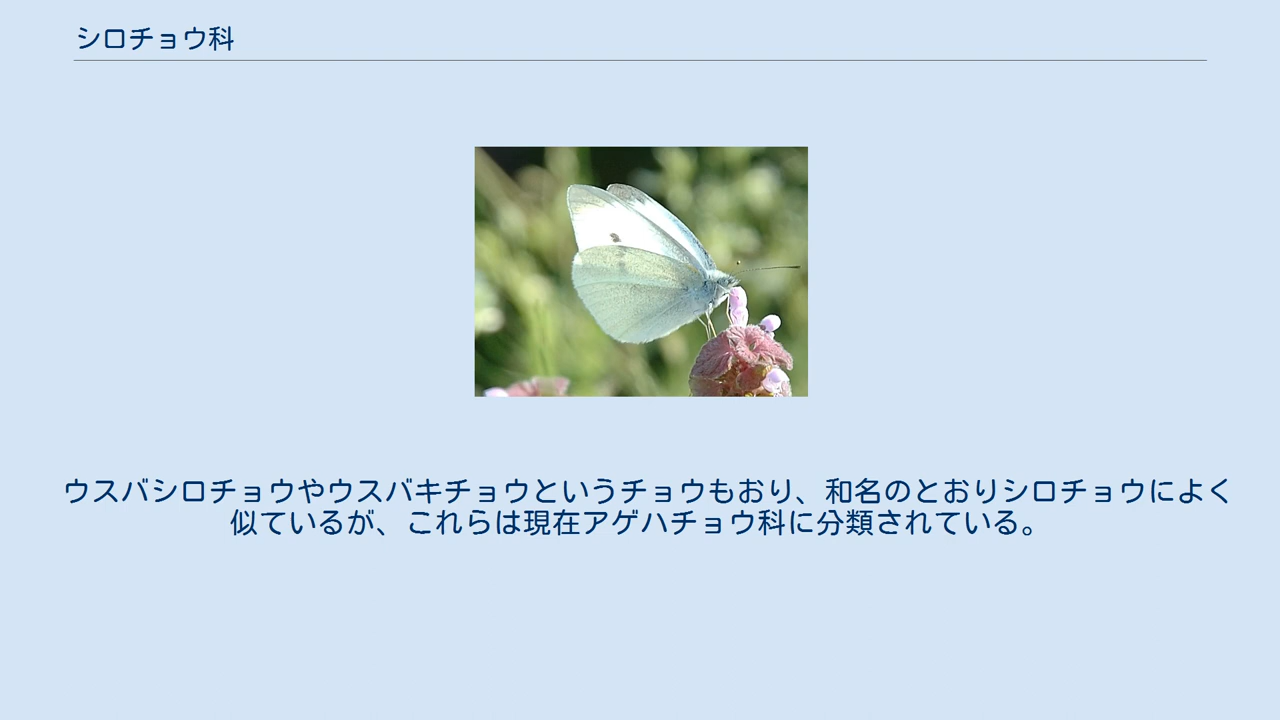 シロチョウ科
ウスバシロチョウやウスバキチョウというチョウもおり、和名のとおりシロチョウによく
似ているが、これらは現在アゲハチョウ科に分類されている。